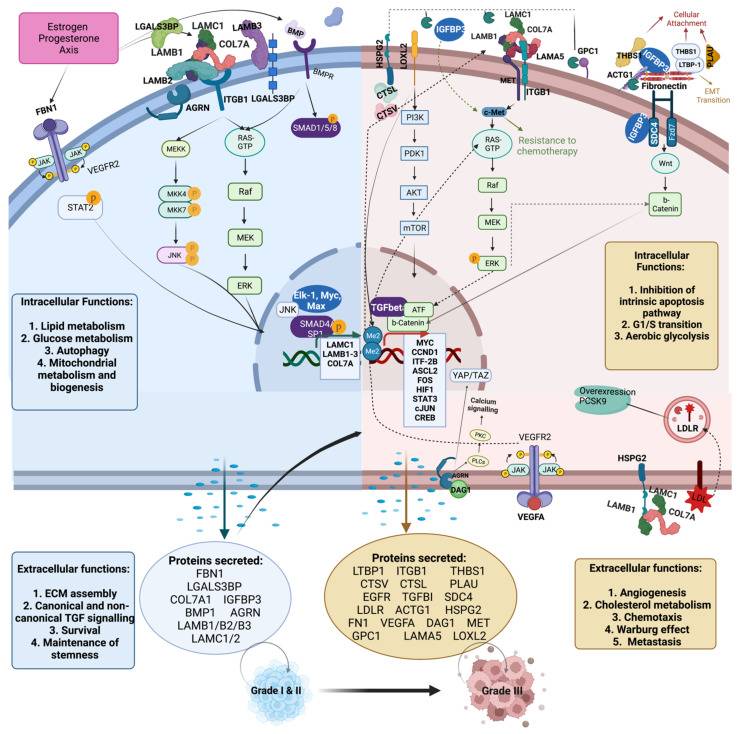 Estrogen
Progesterone
Axis
LGALS3BP
LAMC1
LAMB3
COL7A
LAMB1
LAMB2
AGRN
ITGB1
LGALS3BP
BMP
BMPR
SMAD1/5/8
P
FBN1
JAK
JAK
P
P
VEGFR2
STAT2
P
MEKK
MKK4
P
MKK7
P
JNK
P
P
RAS-
GTP
Raf
MEK
ERK
HSPG2
LOXL2
CTSL
CTSV
IGFBP3
LAMC1
LAMB1
COL7A
LAMA5
MET
ITGB1
GPC1
c-Met
Resistance to
chemotherapy
PI3K
PDK1
AKT
mTOR
RAS-
GTP
Raf
MEK
P
ERK
Cellular
Attachment
THBS1
IGFBP3
THBS1
LTBP-1
PLAU
ACTG1
Fibronectin
EMT
Transition
IGFBP3
SDC4
Fzd7
Wnt
b-
Catenin
Intracellular Functions:
1. Lipid metabolism
2. Glucose metabolism
3. Autophagy
4. Mitochondrial
metabolism and
biogenesis
Elk-1, Myc,
Max
JNK
SMAD4/
SP1
P
LAMC1
LAMB1-3
COL7A
Me2
Me2
TGFbeta
ATF
b-Catenin
MYC
CCND1
ITF-2B
ASCL2
FOS
HIF1
STAT3
cJUN
CREB
YAP/TAZ
Calcium
signalling
PKC
PLCs
AGRN
DAG1
Intracellular
Functions:
1. Inhibition of
intrinsic apoptosis
pathway
2. G1/S transition
3. Aerobic glycolysis
VEGFR2
P
P
JAK
JAK
VEGFA
Overexression
PCSK9
LDLR
HSPG2
LAMC1
LAMB1
COL7A
LDL
Extracellular functions:
1. ECM assembly
2. Canonical and non-
canonical TGF signalling
3. Survival
4. Maintenance of
stemness
Proteins secreted:
FBN1
LGALS3BP
COL7A1 IGFBP3
BMP1 AGRN
LAMB1/B2/B3
LAMC1/2
Proteins secreted:
LTBP1 ITGB1 THBS1
CTSV CTSL PLAU
EGFR TGFBI SDC4
LDLR ACTG1 HSPG2
FN1 VEGFA DAG1 MET
GPC1 LAMA5 LOXL2
Extracellular functions:
1. Angiogenesis
2. Cholesterol metabolism
3. Chemotaxis
4. Warburg effect
5. Metastasis
Grade I & II
Grade III